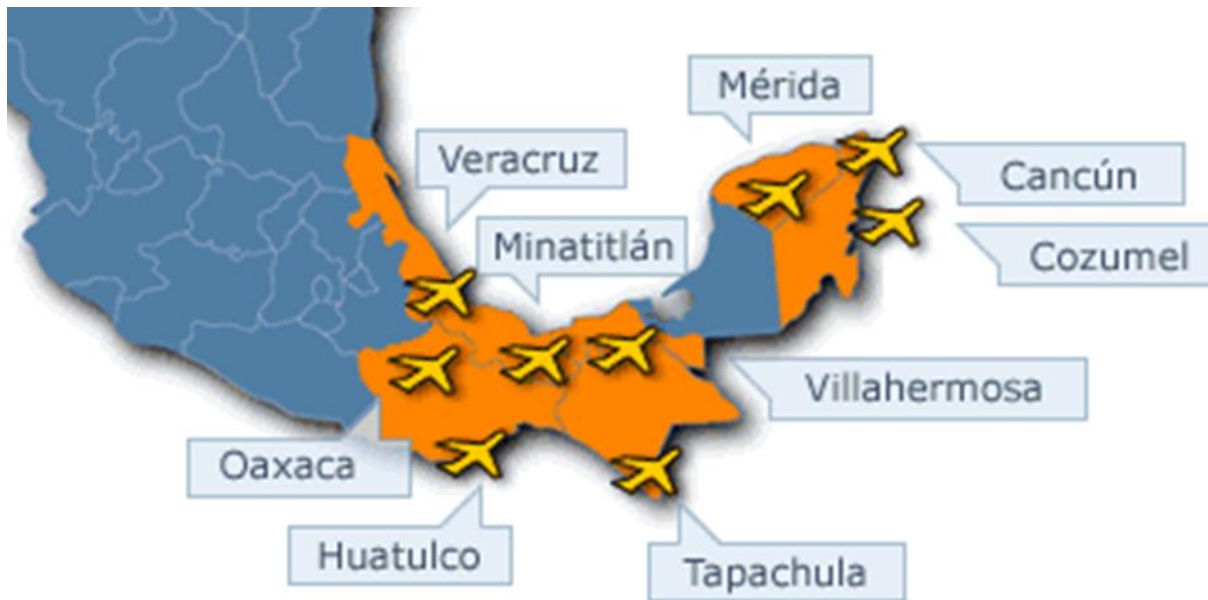 Mérida
Veracruz
Cancún
Minatitlán
Cozumel
Villahermosa
Oaxaca
Huatulco
Tapachula